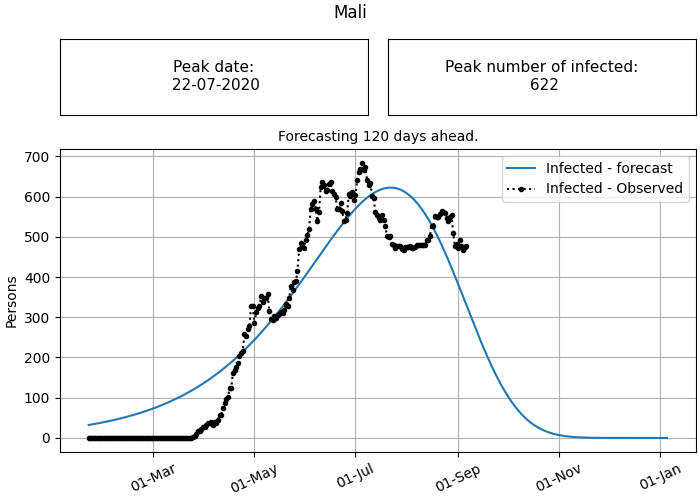 Mali
Peak date:
22-07-2020
Peak number of infected:
622
Forecasting 120 days ahead.
Infected - forecast
Infected - Observed
Persons
700
600
500
400
300
200
100
0
01-Mar
01-May
01-Jul
01-Sep
01-Nov
01-Jan